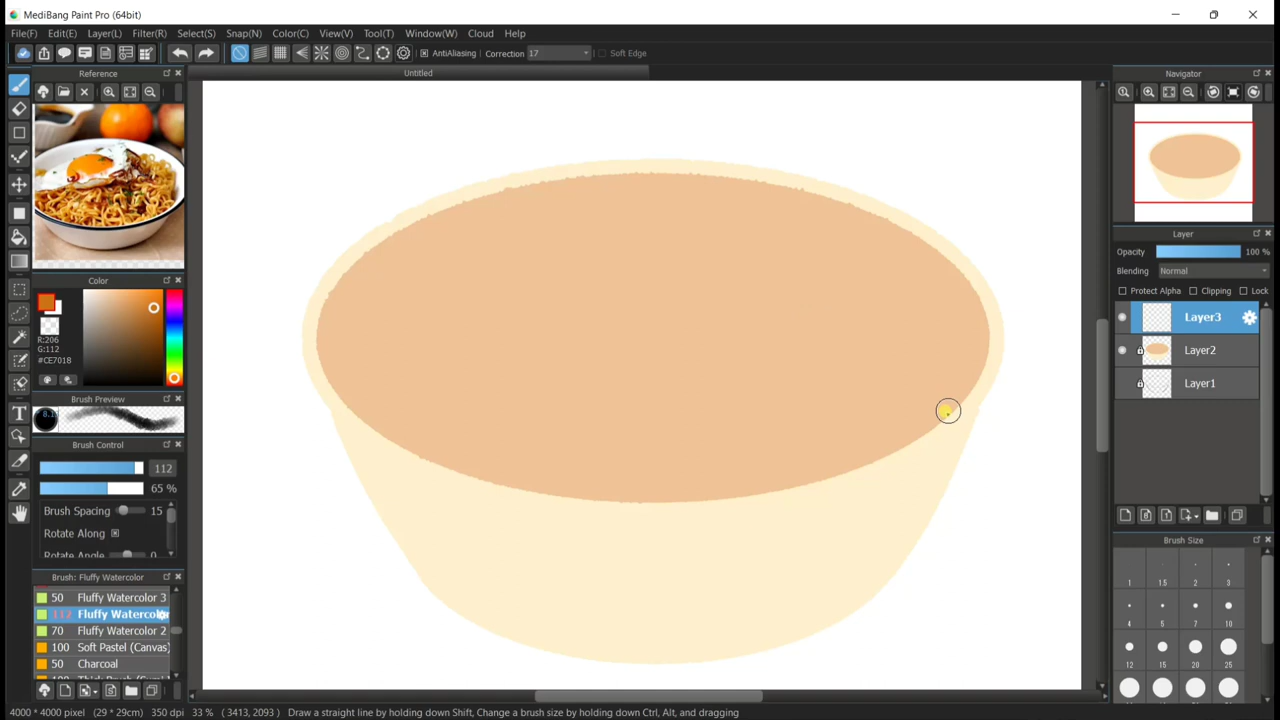 MediBang Paint Pro (64bit)
File(F) Edit(E) Layer(L) Filter(R) Select(S) Snap(N) Color(C) View(V) Tool(T) Window(W) Cloud Help
AntiAliasing Correction 17 Soft Edge
Reference
Untitled
Navigator
Layer
Opacity 100 %
Blending Normal
Protect Alpha Clipping Lock
Layer3
Layer2
Layer1
Color
R:206
G:112
#CE7018
Brush Preview
Brush Control
112
65 %
Brush Spacing 15
Rotate Along
Rotate Angle 0
Brush: Fluffy Watercolor
50 Fluffy Watercolor 3
112 Fluffy Watercolor
70 Fluffy Watercolor 2
100 Soft Pastel (Canvas)
50 Charcoal
Brush Size
1 1.5 2 3
4 5 7 10
12 15 20 25
4000 * 4000 pixel (29 * 29cm) 350 dpi 33 % ( 3413, 2093 ) Draw a straight line by holding down Shift, Change a brush size by holding down Ctrl, Alt, and dragging